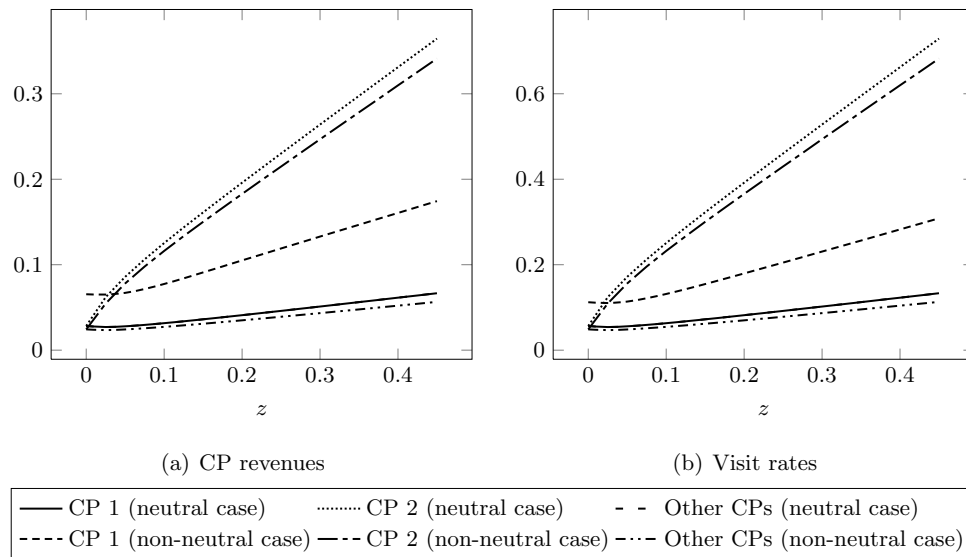 0 0.1 0.2 0.3 0.4
0
0.1
0.2
0.3
z
(a) CP revenues
0 0.1 0.2 0.3 0.4
0
0.2
0.4
0.6
z
(b) Visit rates
CP 1 (neutral case) CP 2 (neutral case) Other CPs (neutral case)
CP 1 (non-neutral case) CP 2 (non-neutral case) Other CPs (non-neutral case)